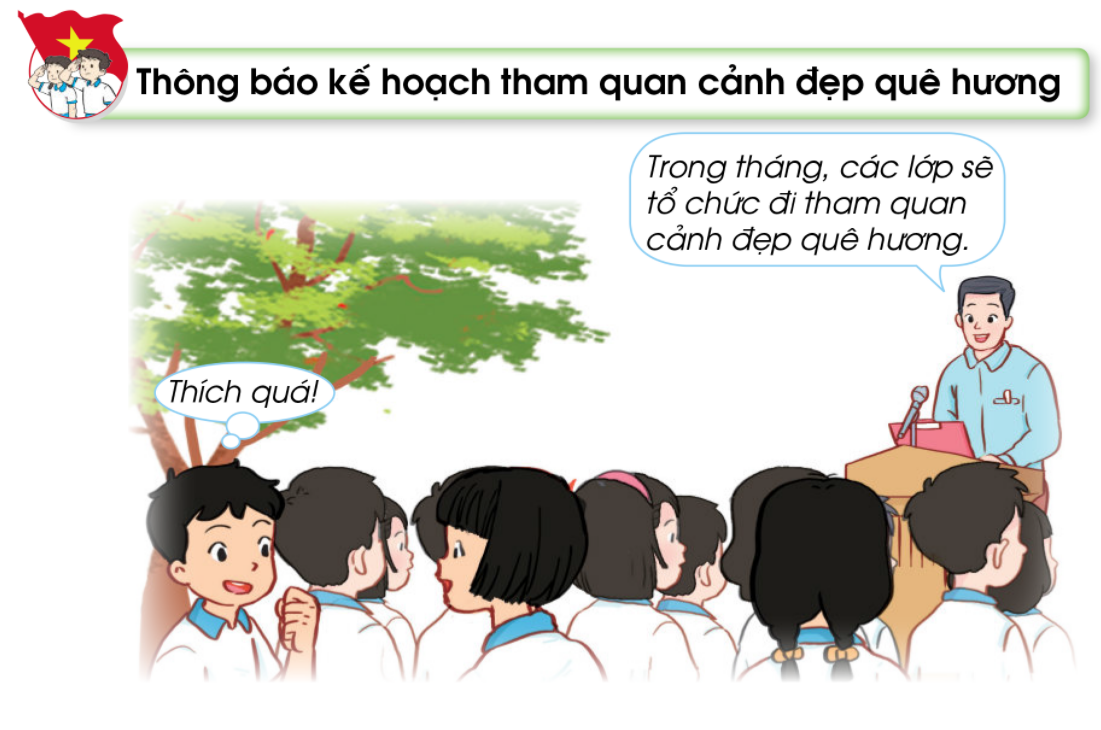 Thông báo kế hoạch tham quan cảnh đẹp quê hương
Trong tháng, các lớp sẽ
tổ chức đi tham quan
cảnh đẹp quê hương.
Thích quá!